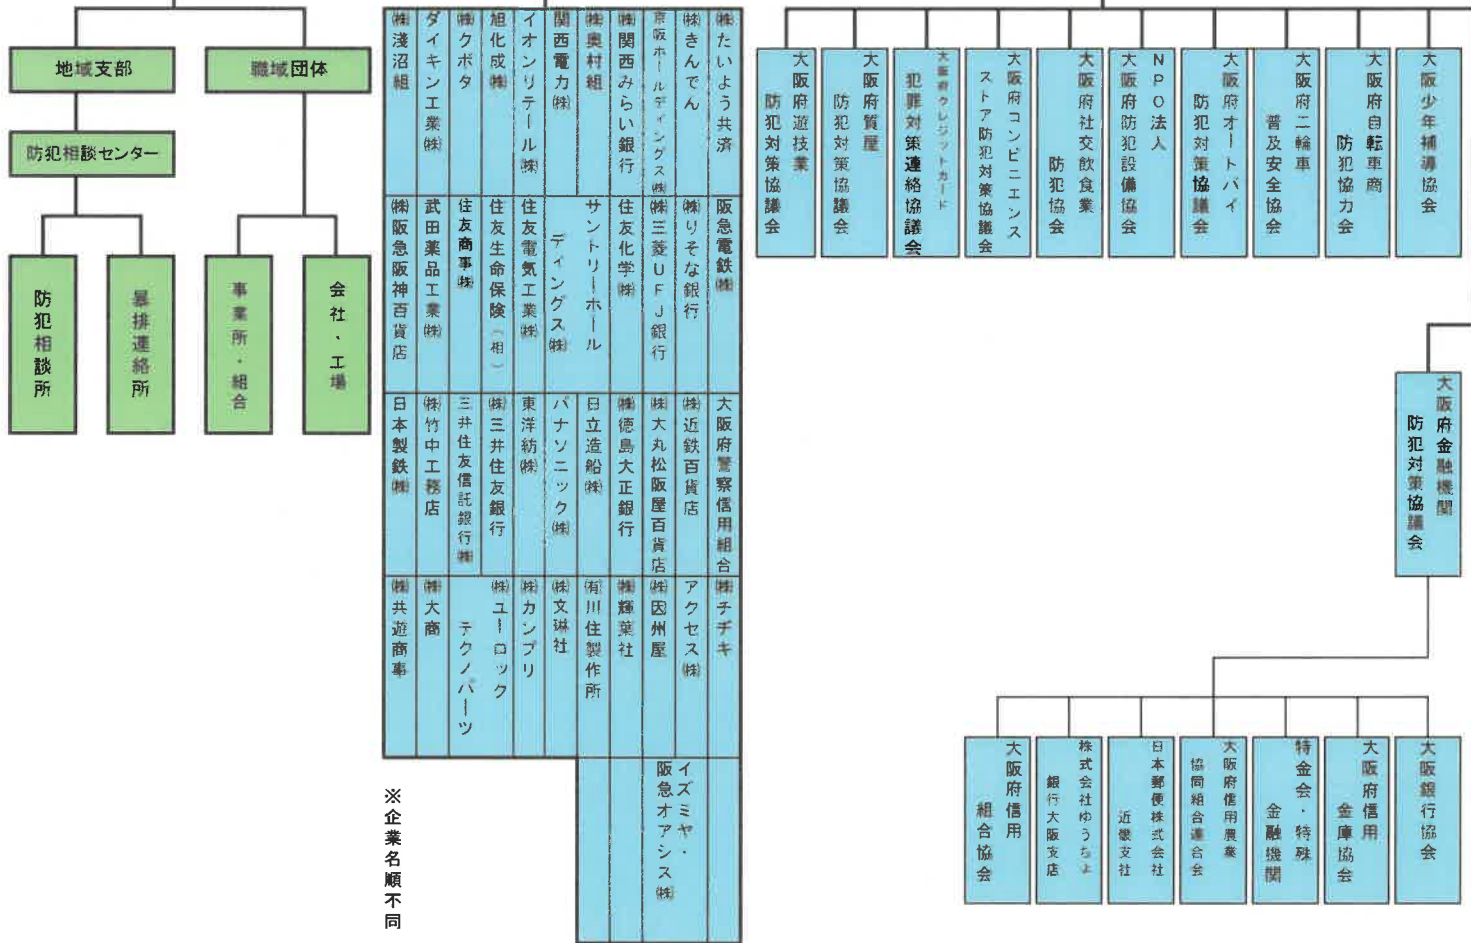 地域支部
職域団体
防犯相談センター
防犯相談所
暴排連絡所
事業所・組合
会社・工場
㈱たいよう共済
㈱きんでん
京阪ホールディングス㈱
㈱関西みらい銀行
㈱奥村組
関西電力㈱
イオンリテール㈱
旭化成㈱
㈱クボタ
ダイキン工業㈱
㈱淺沼組
阪急電鉄㈱
㈱りそな銀行
㈱三菱UFJ銀行
住友化学㈱
サントリーホール
ディングス㈱
住友電気工業㈱
住友生命保険(相)
住友商事㈱
武田薬品工業㈱
㈱阪急阪神百貨店
大阪府警察信用組合
㈱近鉄百貨店
㈱大丸松阪屋百貨店
㈱徳島大正銀行
日立造船㈱
パナソニック㈱
東洋紡㈱
㈱三井住友銀行
三井住友信託銀行㈱
㈱竹中工務店
日本製鉄㈱
㈱チヂキ
アクセス㈱
㈱因州屋
㈱輝葉社
㈲川住製作所
㈱文琳社
㈱カンプリ
㈱ユーロック
テクノパーツ
㈱大商
㈱共遊商事
イズミヤ・
阪急オアシス㈱
※企業名順不同
大阪少年補導協会
大阪府自転車商
防犯協力会
大阪府二輪車
普及安全協会
大阪府オートバイ
防犯対策協議会
NPO法人
大阪府防犯設備協会
大阪府社交飲食業
防犯協会
大阪府コンビニエンス
ストア防犯対策協議会
大阪府クレジットカード
犯罪対策連絡協議会
大阪府質屋
防犯対策協議会
大阪府遊技業
防犯対策協議会
大阪府金融機関
防犯対策協議会
大阪銀行協会
大阪府信用
金庫協会
特金会・特殊
金融機関
大阪府信用農業
協同組合連合会
日本郵便株式会社
近畿支社
株式会社ゆうちよ
銀行大阪支店
大阪府信用
組合協会